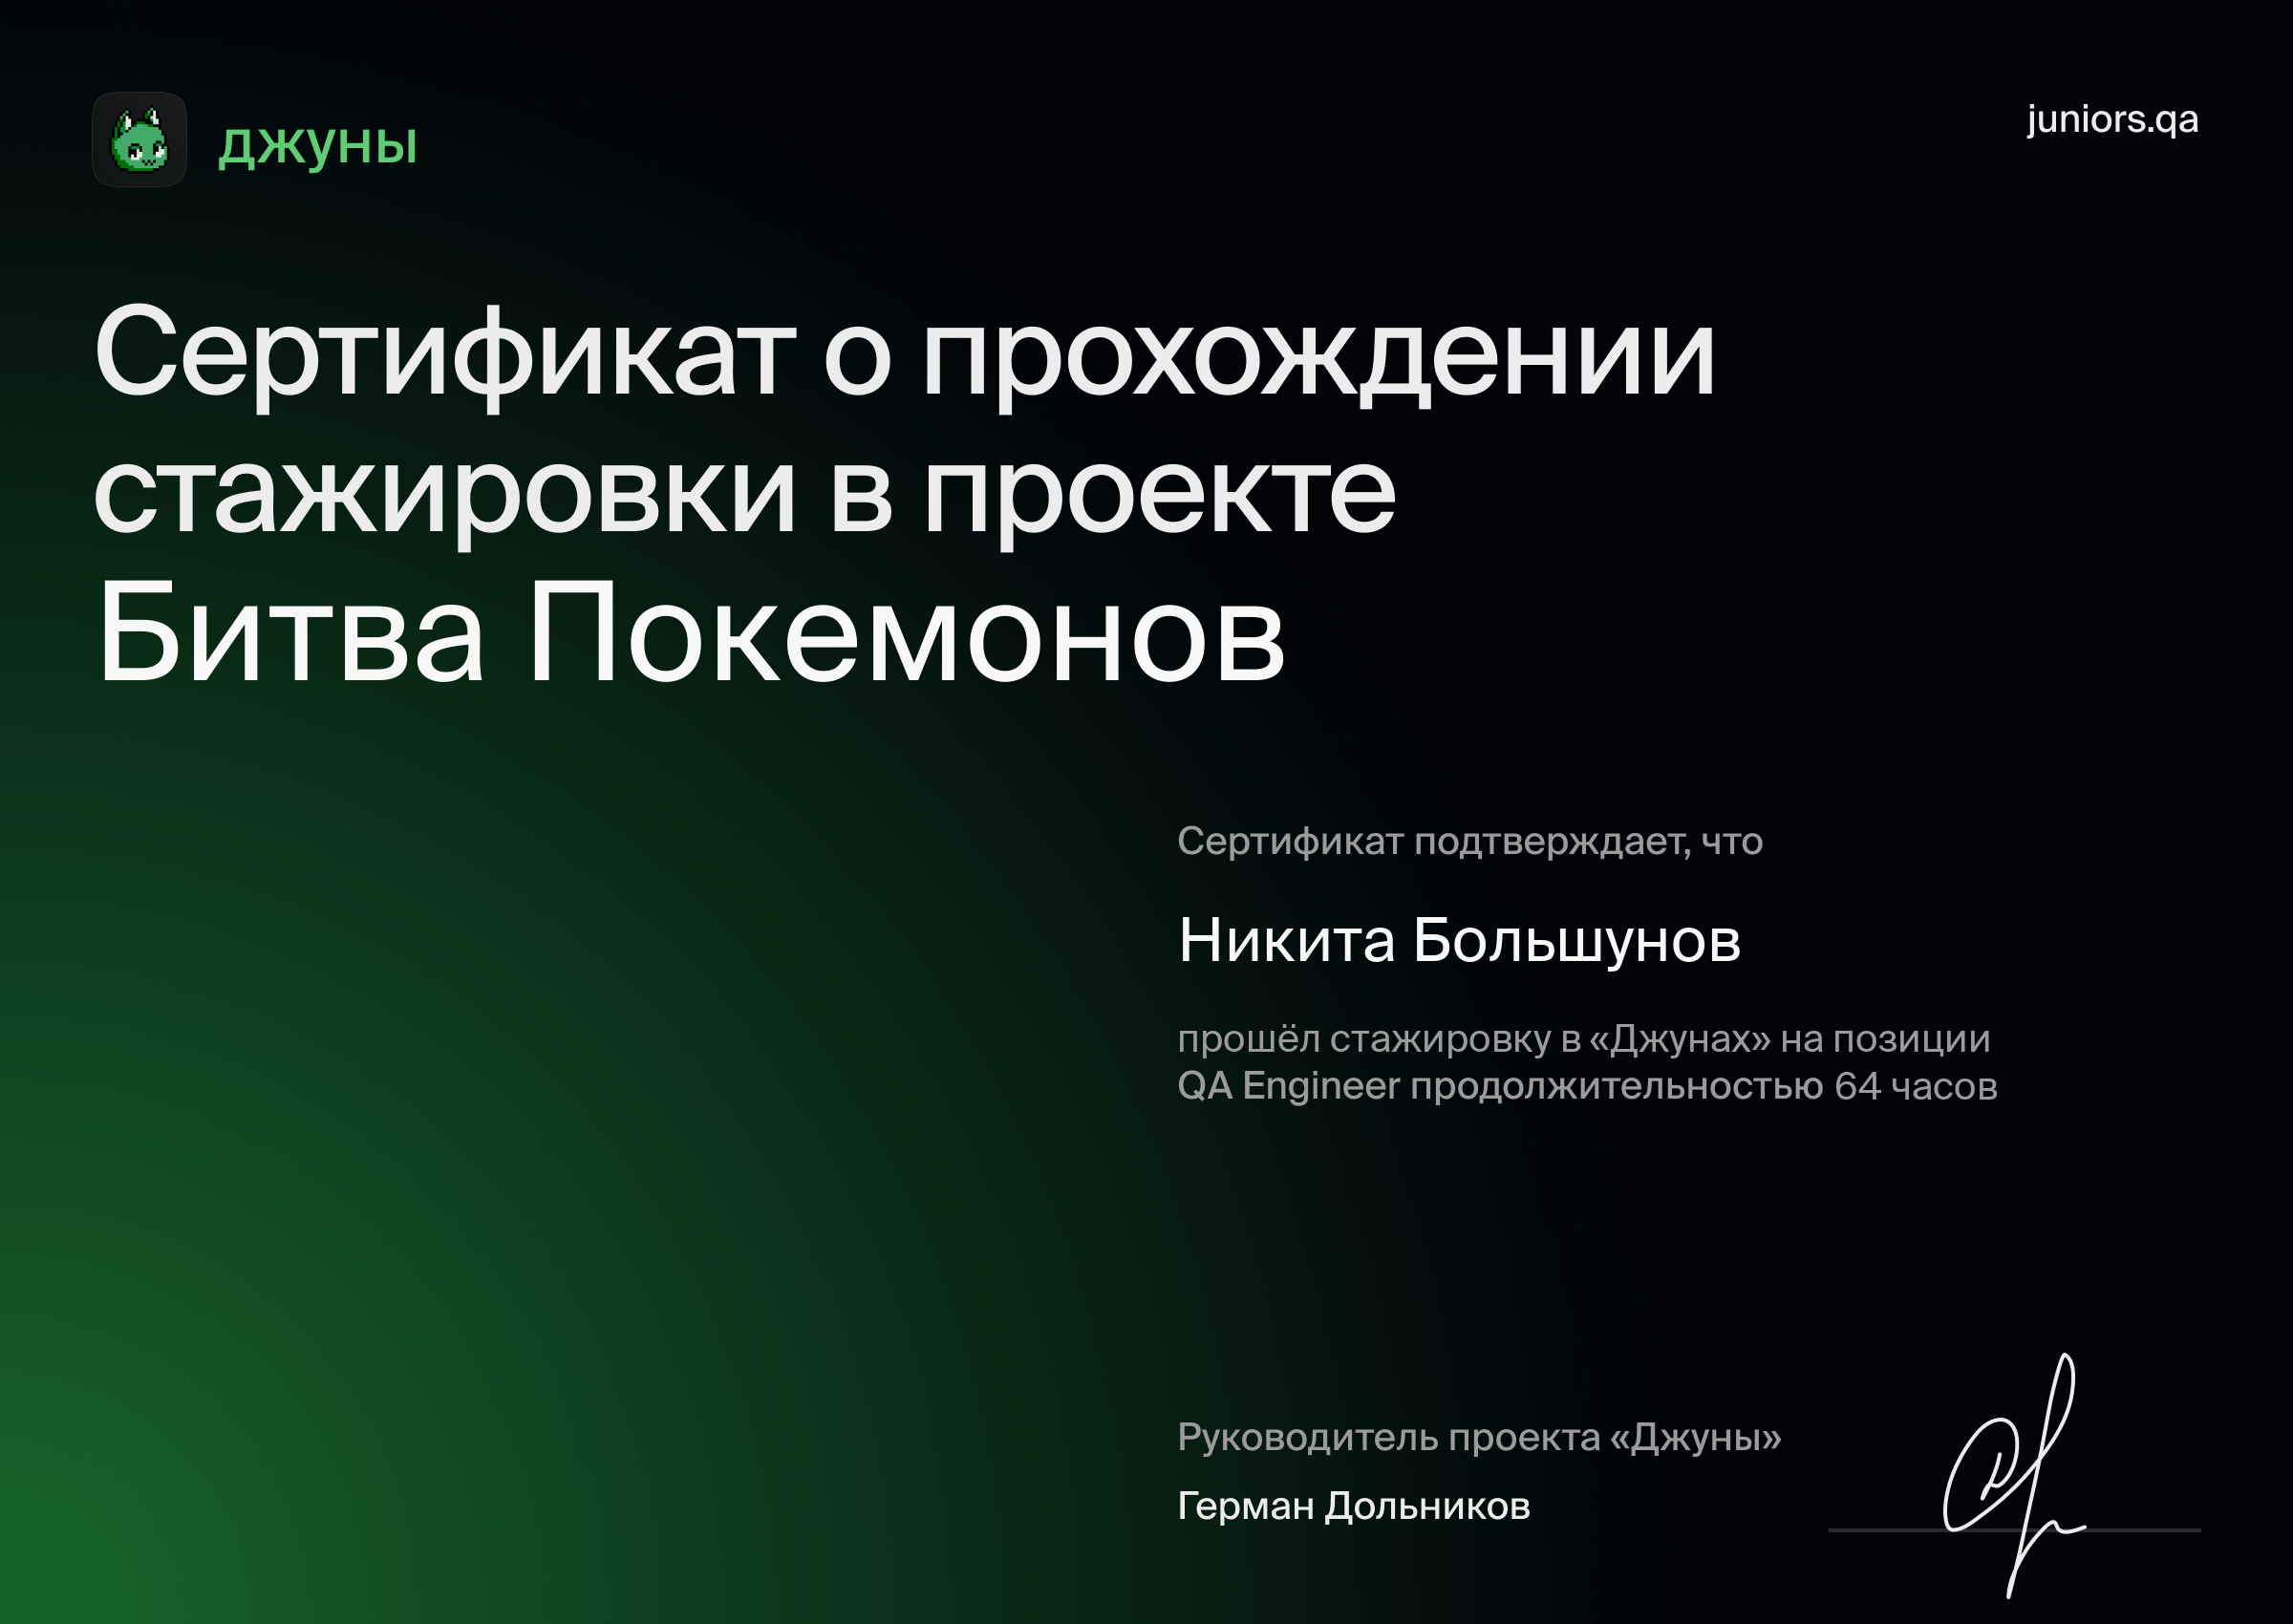 джуны
juniors.qa
Сертификат о прохождении
стажировки в проекте
Битва Покемонов
Сертификат подтверждает, что
Никита Большунов
прошёл стажировку в «Джунах» на позиции
QA Engineer продолжительностью 64 часов
Руководитель проекта «Джуны»
Герман Дольников